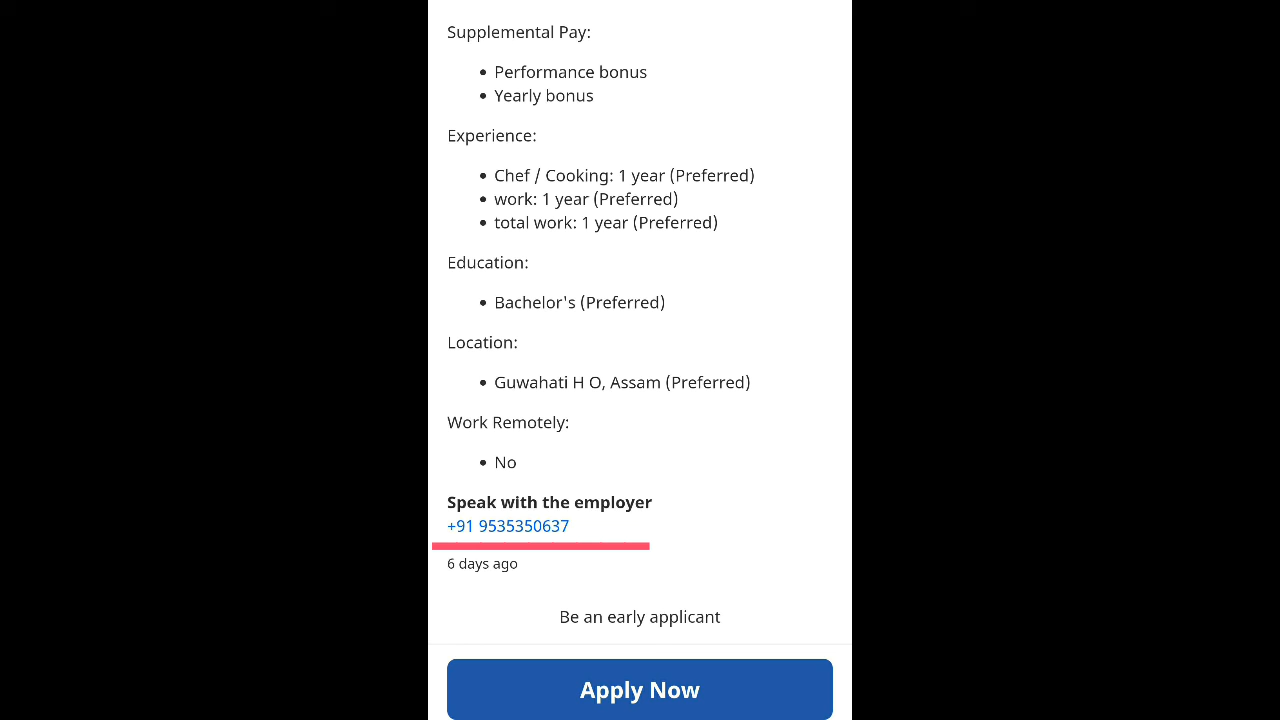 Supplemental Pay:
Performance bonus
Yearly bonus
Experience:
Chef / Cooking: 1 year (Preferred)
work: 1 year (Preferred)
total work: 1 year (Preferred)
Education:
Bachelor's (Preferred)
Location:
Guwahati H O, Assam (Preferred)
Work Remotely:
No
Speak with the employer
+91 9535350637
6 days ago
Be an early applicant
Apply Now